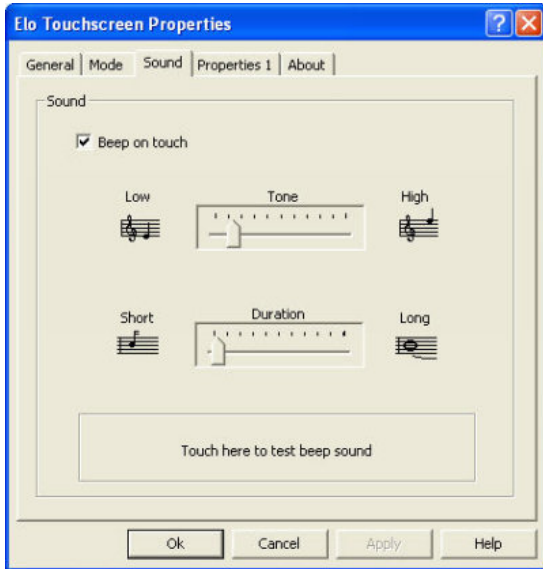 Elo Touchscreen Properties
General Mode Sound Properties 1 About
Sound
Beep on touch
Low Tone High
Short Duration Long
Touch here to test beep sound
Ok Cancel Apply Help